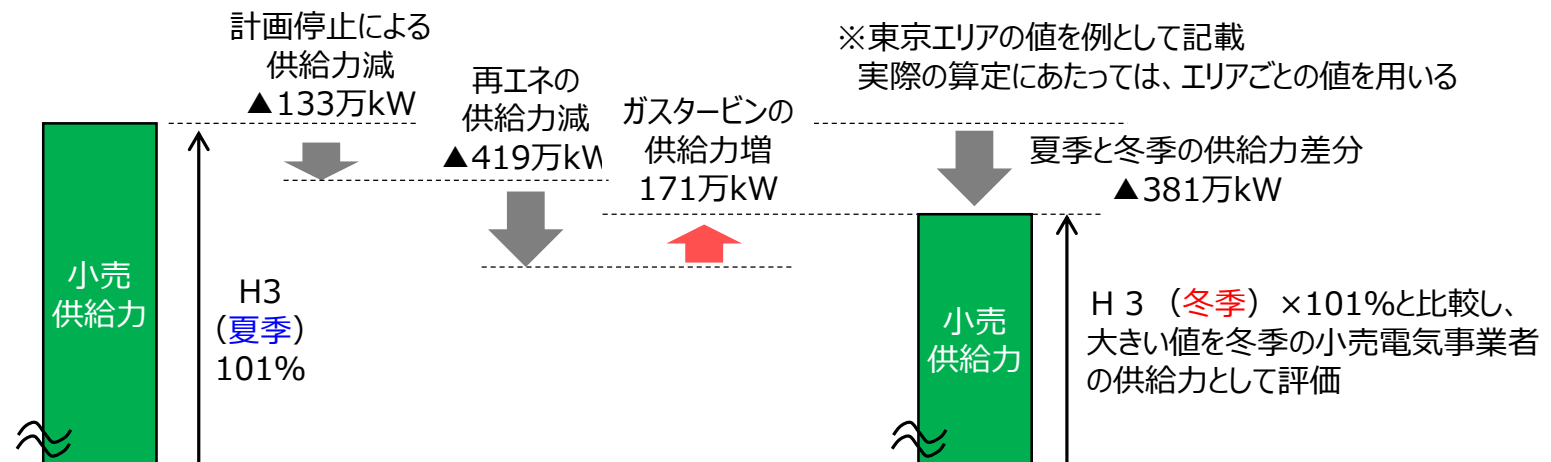 計画停止による
供給力減
▲133万kW
再エネの
供給力減
▲419万kW
ガスタービンの
供給力増
171万kW
※東京エリアの値を例として記載
実際の算定にあたっては、エリアごとの値を用いる
夏季と冬季の供給力差分
▲381万kW
小売
供給力
H3
（夏季）
101%
小売
供給力
H３（冬季）×101%と比較し、
大きい値を冬季の小売電気事業者
の供給力として評価